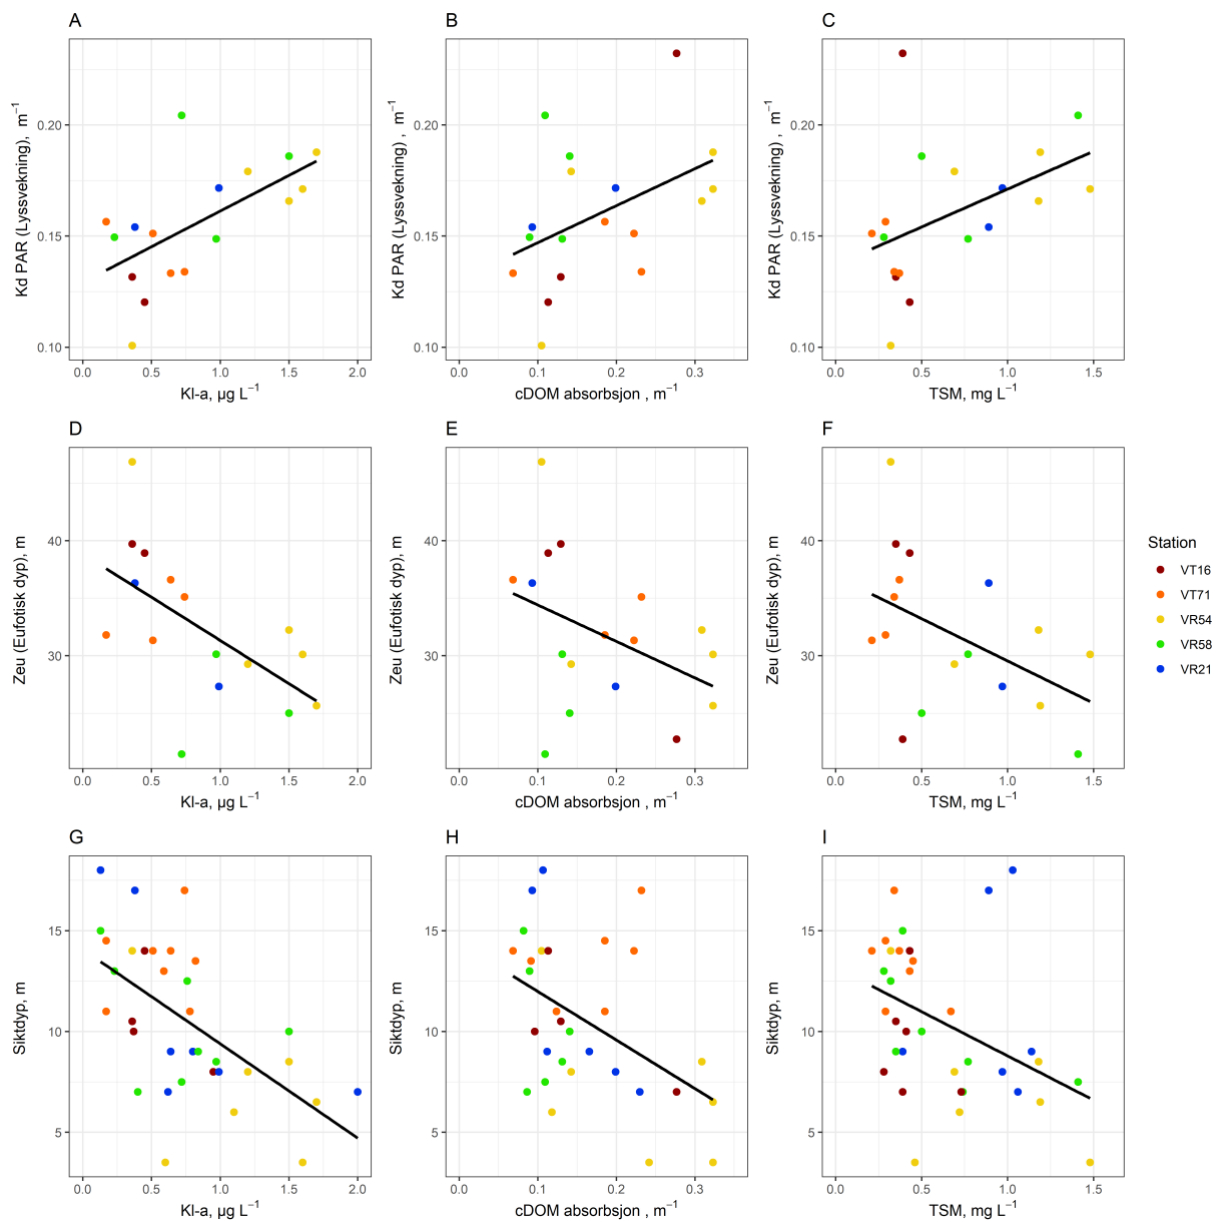 A
B
C
Kd PAR (Lyssvekning), m⁻¹
0.20
0.15
0.10
0.0 0.5 1.0 1.5 2.0
Kl-a, µg L⁻¹
Kd PAR (Lyssvekning) , m⁻¹
0.20
0.15
0.10
0.0 0.1 0.2 0.3
cDOM absorbsjon , m⁻¹
Kd PAR (Lyssvekning), m⁻¹
0.20
0.15
0.10
0.0 0.5 1.0 1.5
TSM, mg L⁻¹
D
E
F
Zeu (Eufotisk dyp), m
40
30
0.0 0.5 1.0 1.5 2.0
Kl-a, µg L⁻¹
Zeu (Eufotisk dyp), m
40
30
0.0 0.1 0.2 0.3
cDOM absorbsjon , m⁻¹
Zeu (Eufotisk dyp), m
40
30
0.0 0.5 1.0 1.5
TSM, mg L⁻¹
Station
VT16
VT71
VR54
VR58
VR21
G
H
I
Siktdyp, m
15
10
5
0.0 0.5 1.0 1.5 2.0
Kl-a, µg L⁻¹
Siktdyp, m
15
10
5
0.0 0.1 0.2 0.3
cDOM absorbsjon , m⁻¹
Siktdyp, m
15
10
5
0.0 0.5 1.0 1.5
TSM, mg L⁻¹